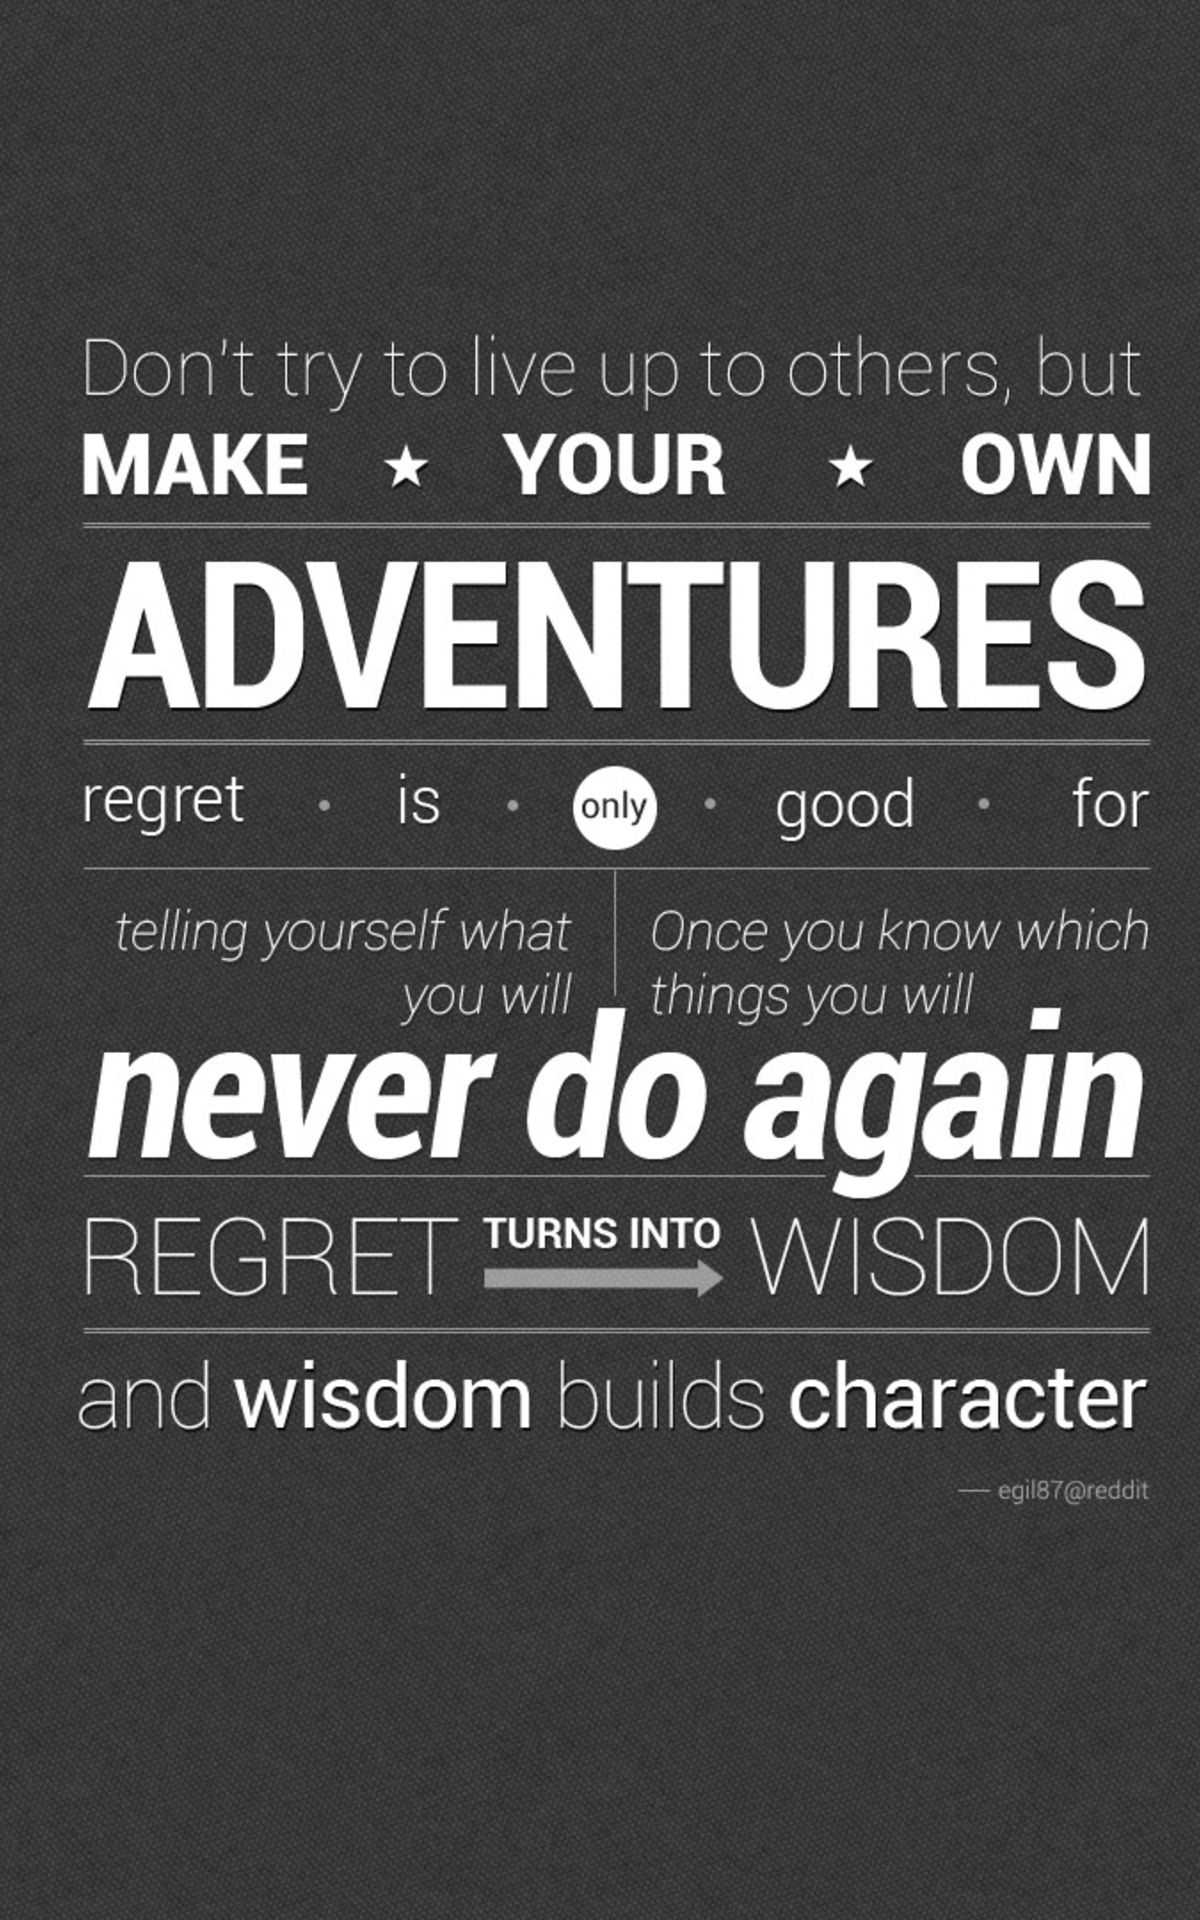 Don't try to live up to others, but
MAKE ★ YOUR ★ OWN
ADVENTURES
regret · is · only · good · for
telling yourself what
you will
Once you know which
things you will
never do again
REGRET TURNS INTO WISDOM
and wisdom builds character
— egil87@reddit